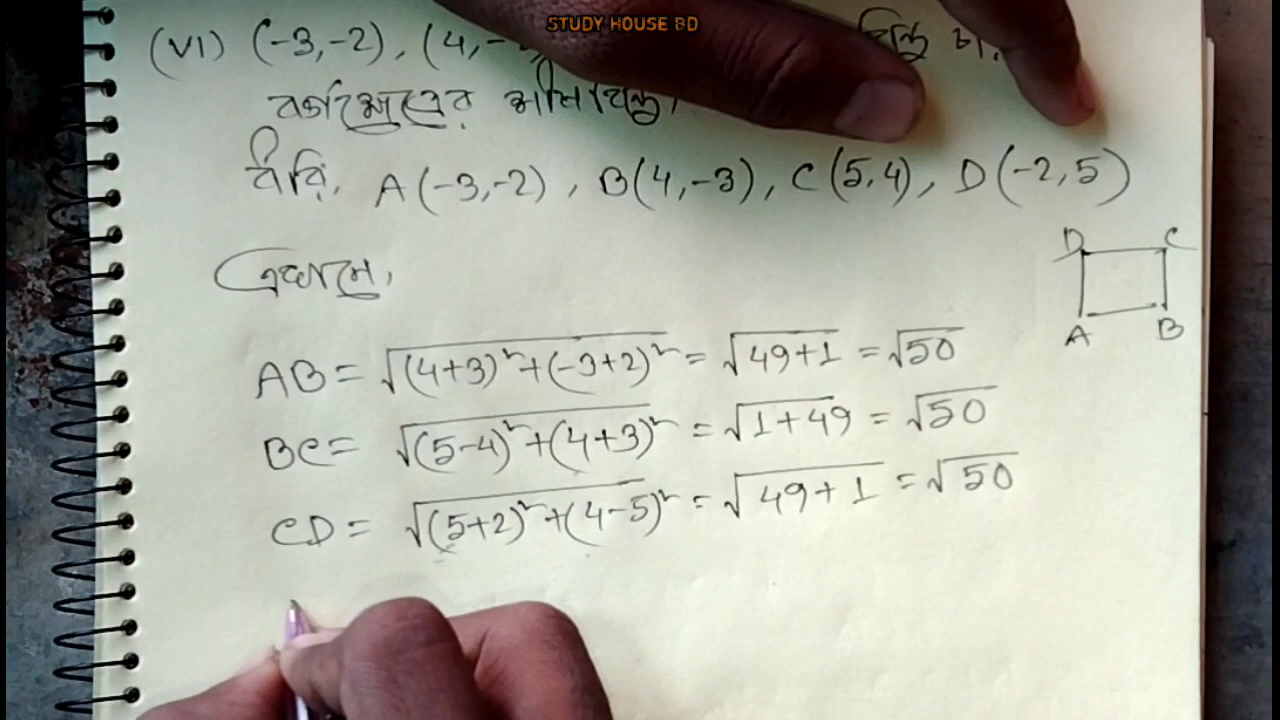 STUDY HOUSE BD
(VI) (-3,-2), (4,-
বর্গক্ষেত্রের
ধরি, A(-3,-2), B(4,-3), C(5,4), D(-2,5)
এখানে,
D C
A B
AB = √(4+3)²+(-3+2)² = √49+1 = √50
BC = √(5-4)²+(4+3)² = √1+49 = √50
CD = √(5+2)²+(4-5)² = √49+1 = √50